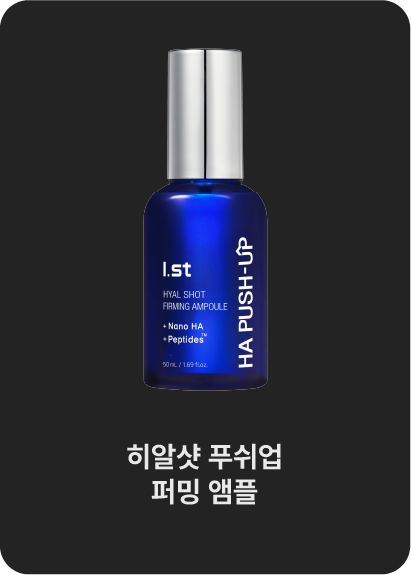 I.st
HYAL SHOT
FIRMING AMPOULE
+ Nano HA
+ Peptides™
50 mL / 1.69 fl.oz.
HA PUSH-UP
히알샷 푸쉬업
퍼밍 앰플